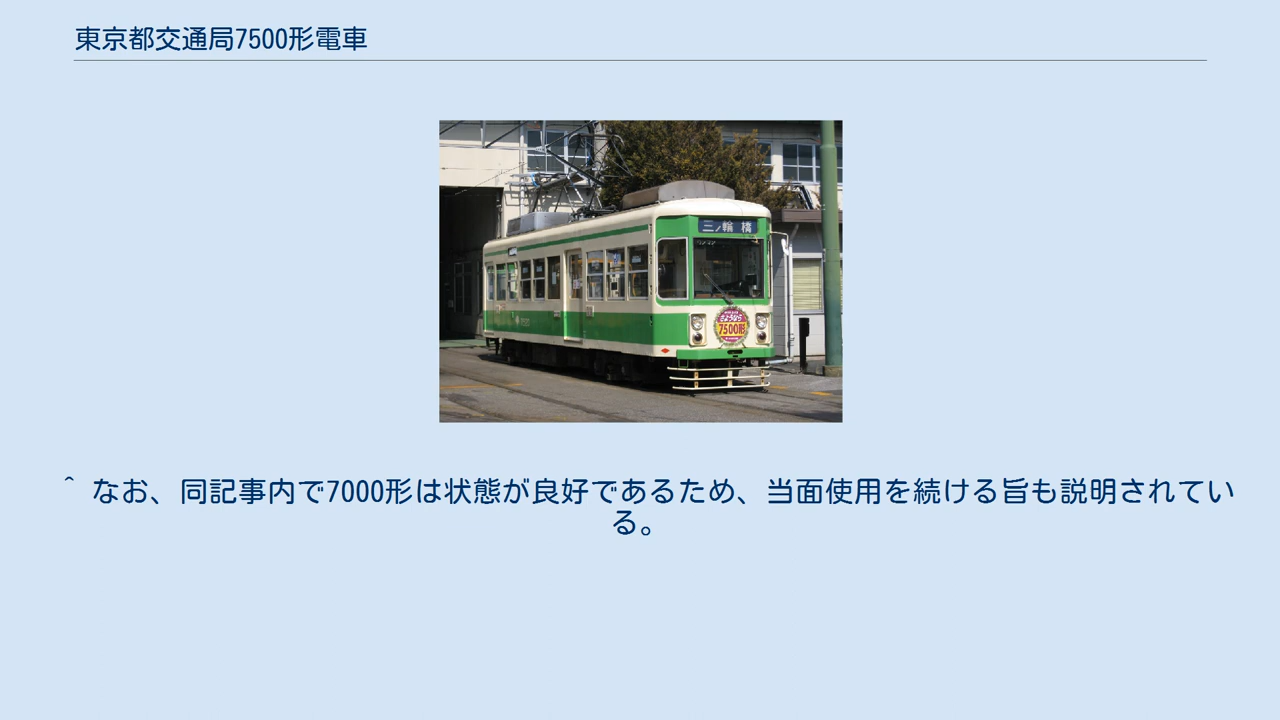 東京都交通局7500形電車
三ノ輪橋
さようなら
7500形
^ なお、同記事内で7000形は状態が良好であるため、当面使用を続ける旨も説明されてい
る。